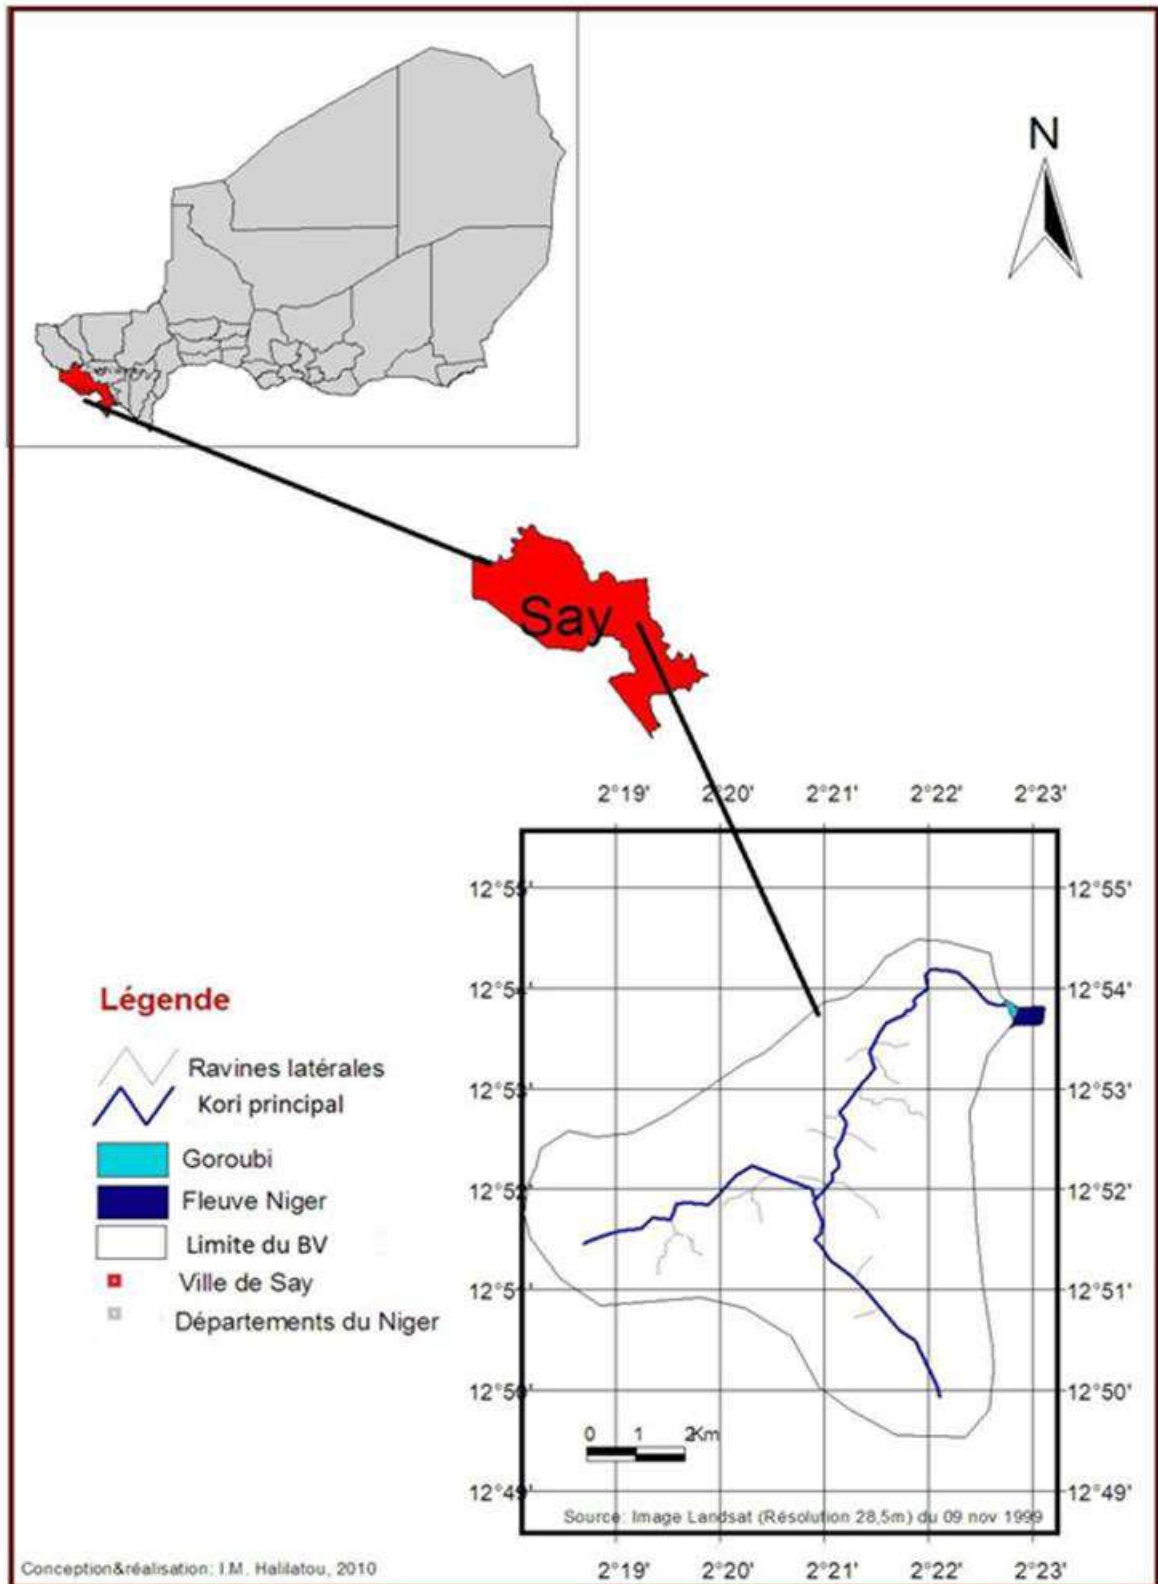 N
Say
2°19' 2°20' 2°21' 2°22' 2°23'
12°55' 12°55'
12°54' 12°54'
12°53' 12°53'
12°52' 12°52'
12°51' 12°51'
12°50' 12°50'
12°49' 12°49'
Légende
Ravines latérales
Kori principal
Goroubi
Fleuve Niger
Limite du BV
Ville de Say
Départements du Niger
0 1 2Km
Source: Image Landsat (Résolution 28,5m) du 09 nov 1999
2°19' 2°20' 2°21' 2°22' 2°23'
Conception&réalisation: I.M. Halilatou, 2010